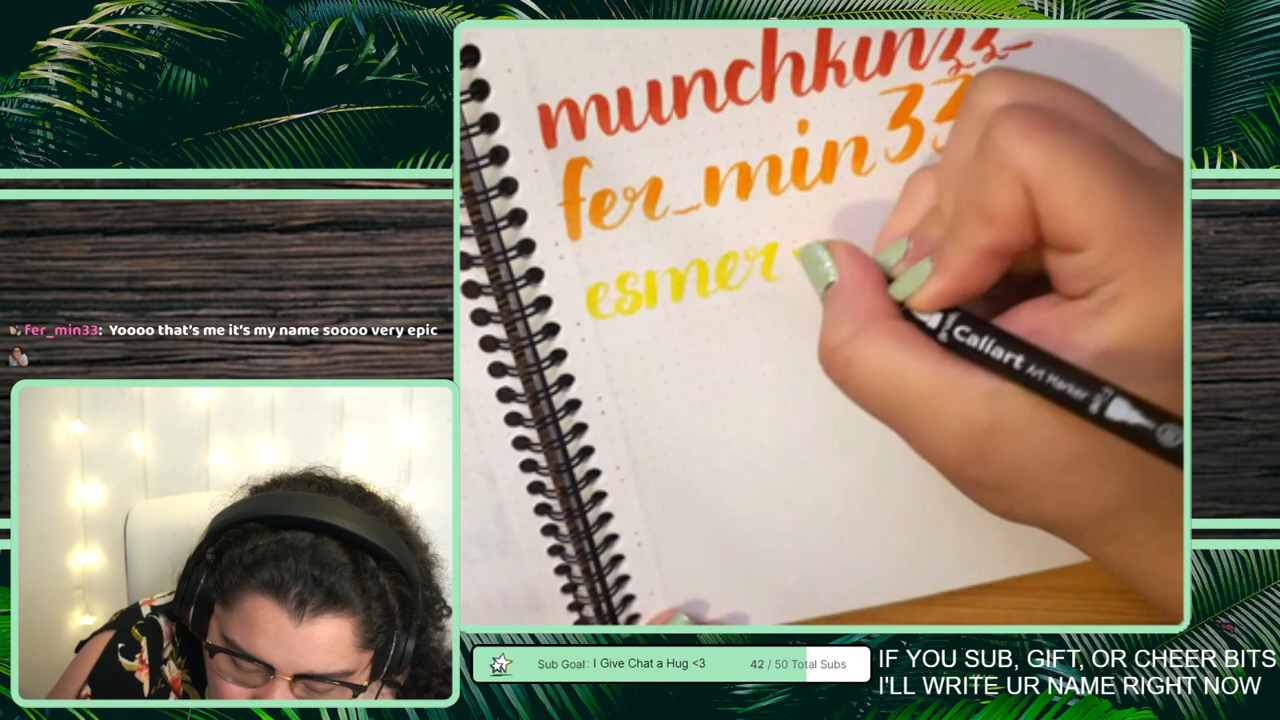 munchkinzz_
fer_min33
esmer
Caliart Art Marker
fer_min33: Yoooo that's me it's my name soooo very epic
Sub Goal: I Give Chat a Hug <3 42 / 50 Total Subs
IF YOU SUB, GIFT, OR CHEER BITS
I'LL WRITE UR NAME RIGHT NOW